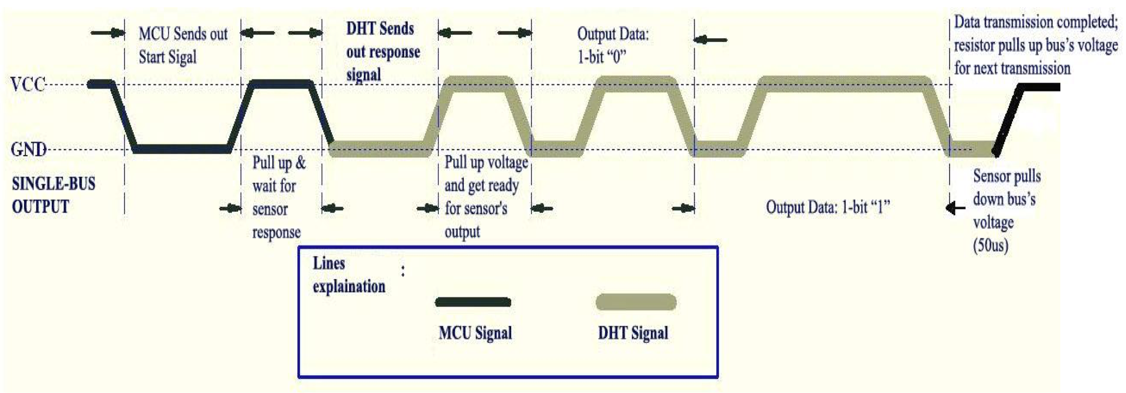 MCU Sends out
Start Sigal
DHT Sends
out response
signal
Output Data:
1-bit “0”
Data transmission completed;
resistor pulls up bus’s voltage
for next transmission
VCC
GND
SINGLE-BUS
OUTPUT
Pull up &
wait for
sensor
response
Pull up voltage
and get ready
for sensor's
output
Output Data: 1-bit “1”
Sensor pulls
down bus’s
voltage
(50us)
Lines :
explaination
MCU Signal
DHT Signal